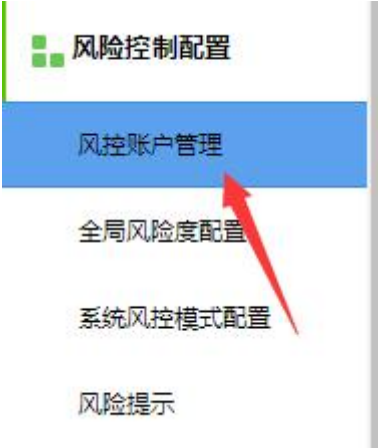 风险控制配置
风控账户管理
全局风险度配置
系统风控模式配置
风险提示